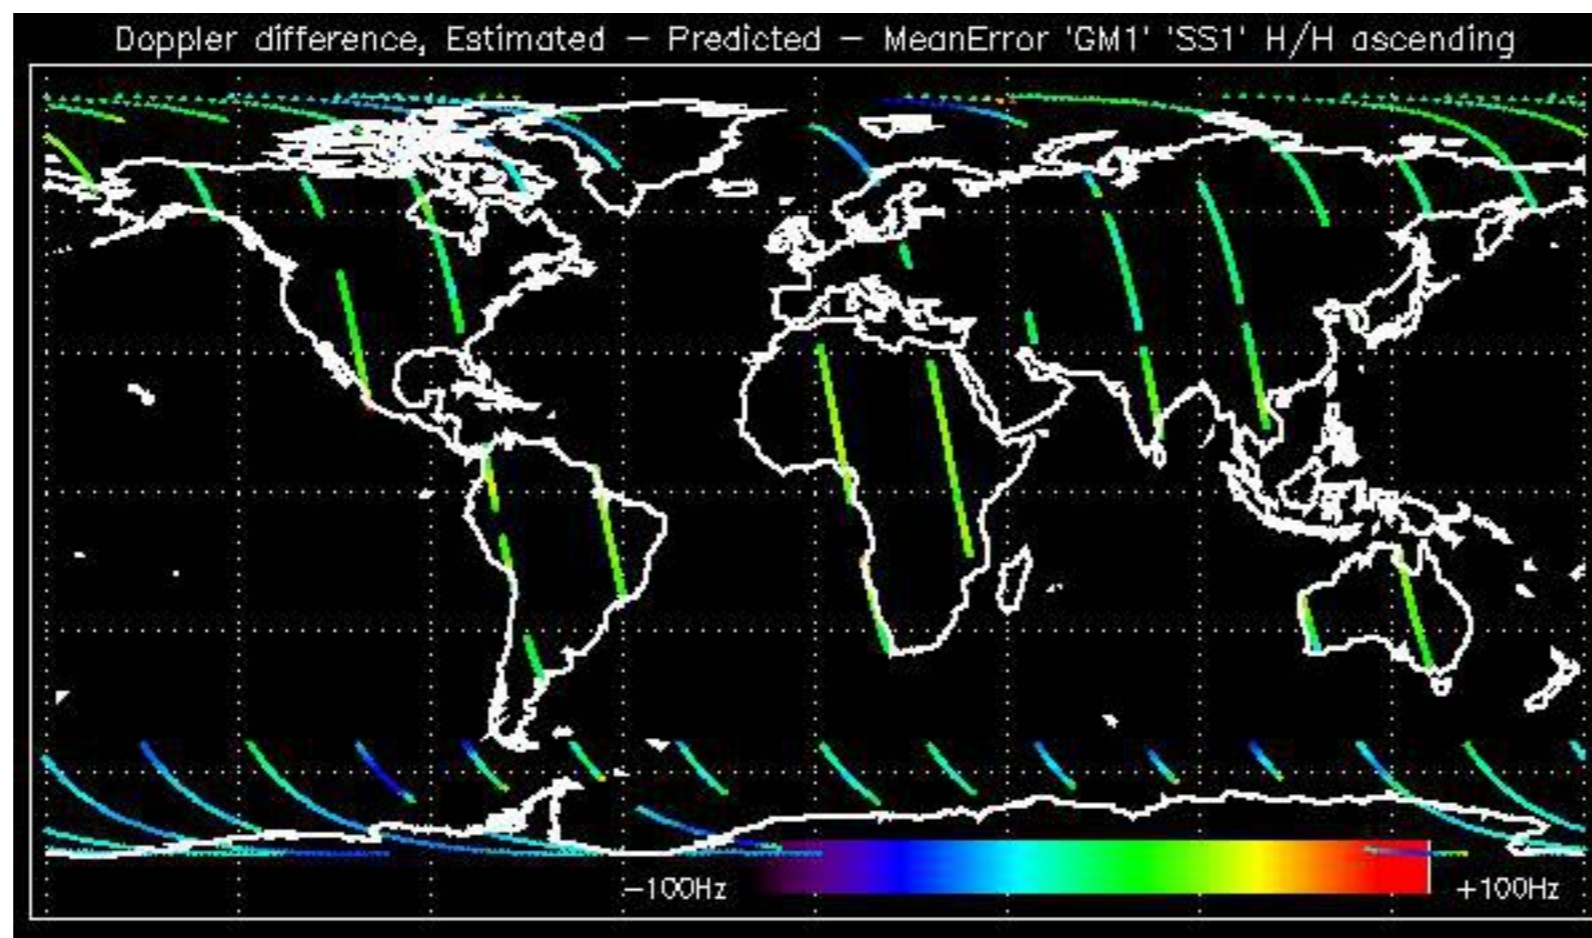 Doppler difference, Estimated — Predicted — MeanError 'GM1' 'SS1' H/H ascending
—100Hz +100Hz